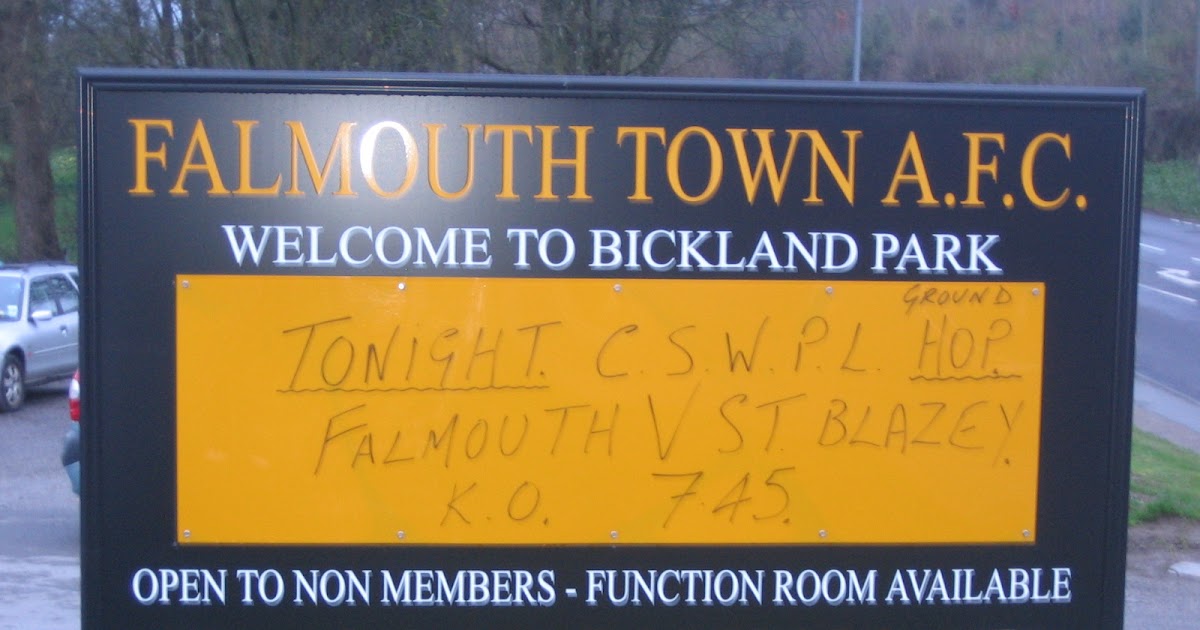 FALMOUTH TOWN A.F.C.
WELCOME TO BICKLAND PARK
GROUND
TONIGHT. C.S.W.P.L. HOP.
FALMOUTH V ST. BLAZEY.
K.O. 7.45.
OPEN TO NON MEMBERS - FUNCTION ROOM AVAILABLE